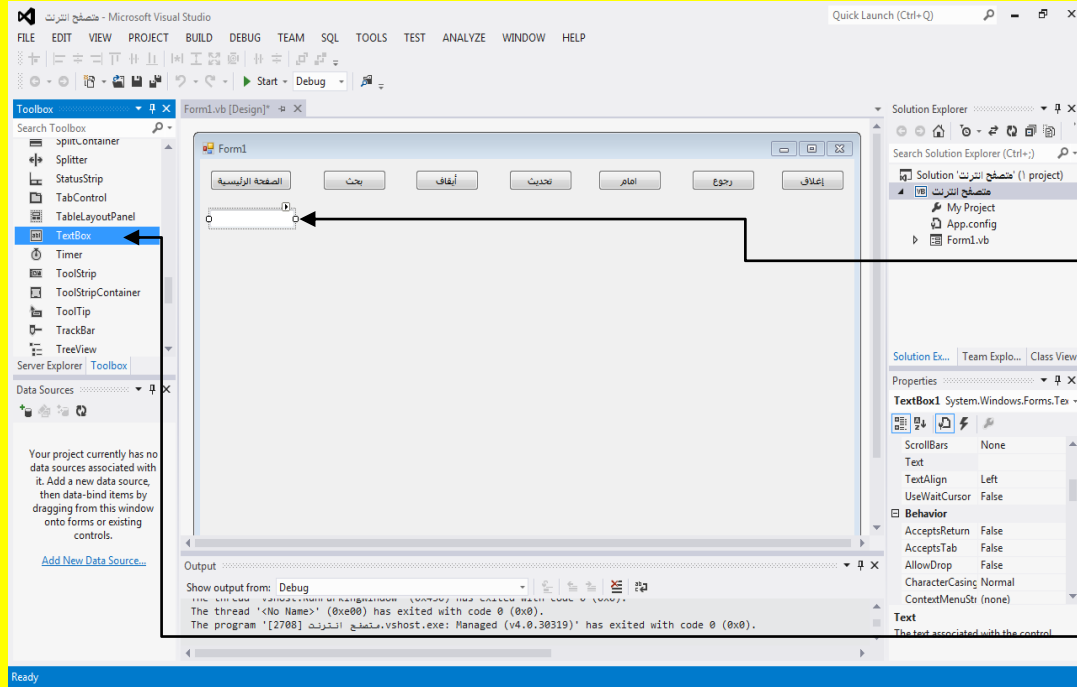 متصفح انترنت - Microsoft Visual Studio
Quick Launch (Ctrl+Q)
FILE EDIT VIEW PROJECT BUILD DEBUG TEAM SQL TOOLS TEST ANALYZE WINDOW HELP
Start Debug
Toolbox
Search Toolbox
SplitContainer
Splitter
StatusStrip
TabControl
TableLayoutPanel
TextBox
Timer
ToolStrip
ToolStripContainer
ToolTip
TrackBar
TreeView
Server Explorer Toolbox
Data Sources
Your project currently has no
data sources associated with
it. Add a new data source,
then data-bind items by
dragging from this window
onto forms or existing
controls.
Add New Data Source...
Form1.vb [Design]*
Form1
الصفحة الرئيسية
بحث
أيقاف
تحديث
امام
رجوع
إغلاق
Output
Show output from: Debug
The thread '<No Name>' (0xe00) has exited with code 0 (0x0).
The program '[2708] متصفح انترنت.vshost.exe: Managed (v4.0.30319)' has exited with code 0 (0x0).
Solution Explorer
Search Solution Explorer (Ctrl+;)
Solution 'متصفح انترنت' (١ project)
متصفح انترنت
My Project
App.config
Form1.vb
Solution Ex... Team Explo... Class View
Properties
TextBox1 System.Windows.Forms.Tex
ScrollBars None
Text
TextAlign Left
UseWaitCursor False
Behavior
AcceptsReturn False
AcceptsTab False
AllowDrop False
CharacterCasing Normal
ContextMenuStr (none)
Text
The text associated with the control.
Ready